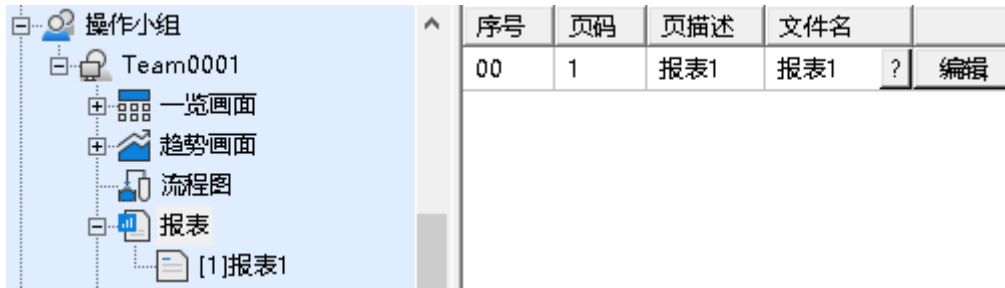 操作小组
Team0001
一览画面
趋势画面
流程图
报表
[1]报表1
序号 页码 页描述 文件名
00 1 报表1 报表1 ? 编辑